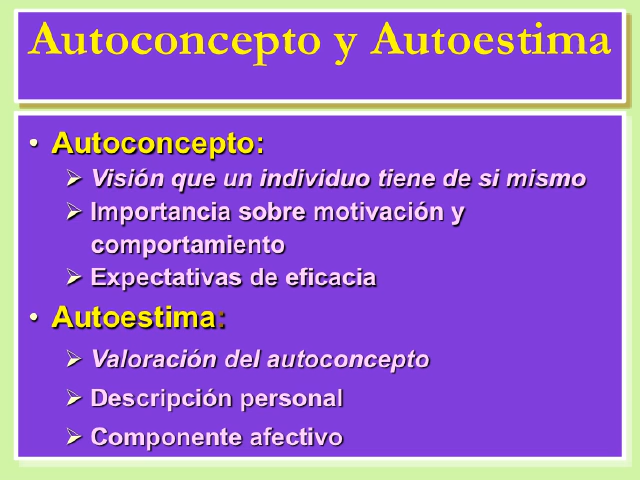 Autoconcepto y Autoestima
• Autoconcepto:
➢ Visión que un individuo tiene de si mismo
➢ Importancia sobre motivación y
comportamiento
➢ Expectativas de eficacia
• Autoestima:
➢ Valoración del autoconcepto
➢ Descripción personal
➢ Componente afectivo